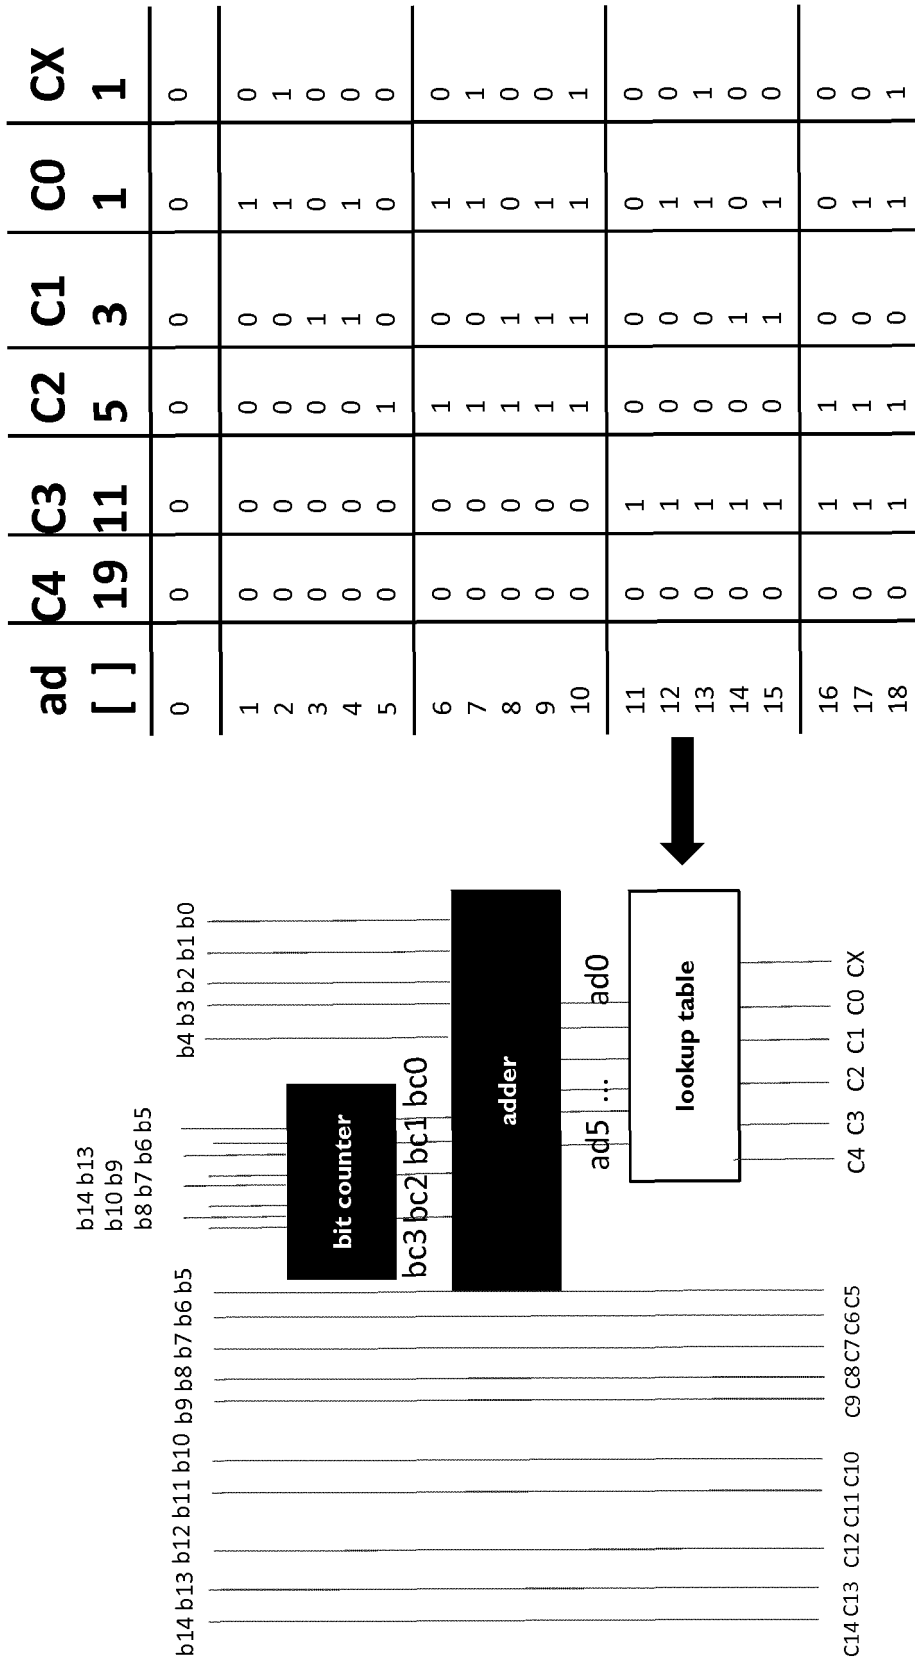 b14 b13
b10 b9
b8 b7 b6 b5
b14 b13 b12 b11 b10 b9 b8 b7 b6 b5
b4 b3 b2 b1 b0
bit counter
bc3 bc2 bc1 bc0
adder
ad5 ... ad0
lookup table
C14 C13 C12 C11 C10 C9 C8 C7 C6 C5 C4 C3 C2 C1 C0 CX
ad C4 C3 C2 C1 C0 CX
[ ] 19 11 5 3 1 1
0 0 0 0 0 0 0
1 0 0 0 0 1 0
2 0 0 0 0 1 1
3 0 0 0 1 0 0
4 0 0 0 1 1 0
5 0 0 1 0 0 0
6 0 0 1 0 1 0
7 0 0 1 0 1 1
8 0 0 1 1 0 0
9 0 0 1 1 1 0
10 0 0 1 1 1 1
11 0 1 0 0 0 0
12 0 1 0 0 1 0
13 0 1 0 0 1 1
14 0 1 0 1 0 0
15 0 1 0 1 1 0
16 0 1 1 0 0 0
17 0 1 1 0 1 0
18 0 1 1 0 1 1